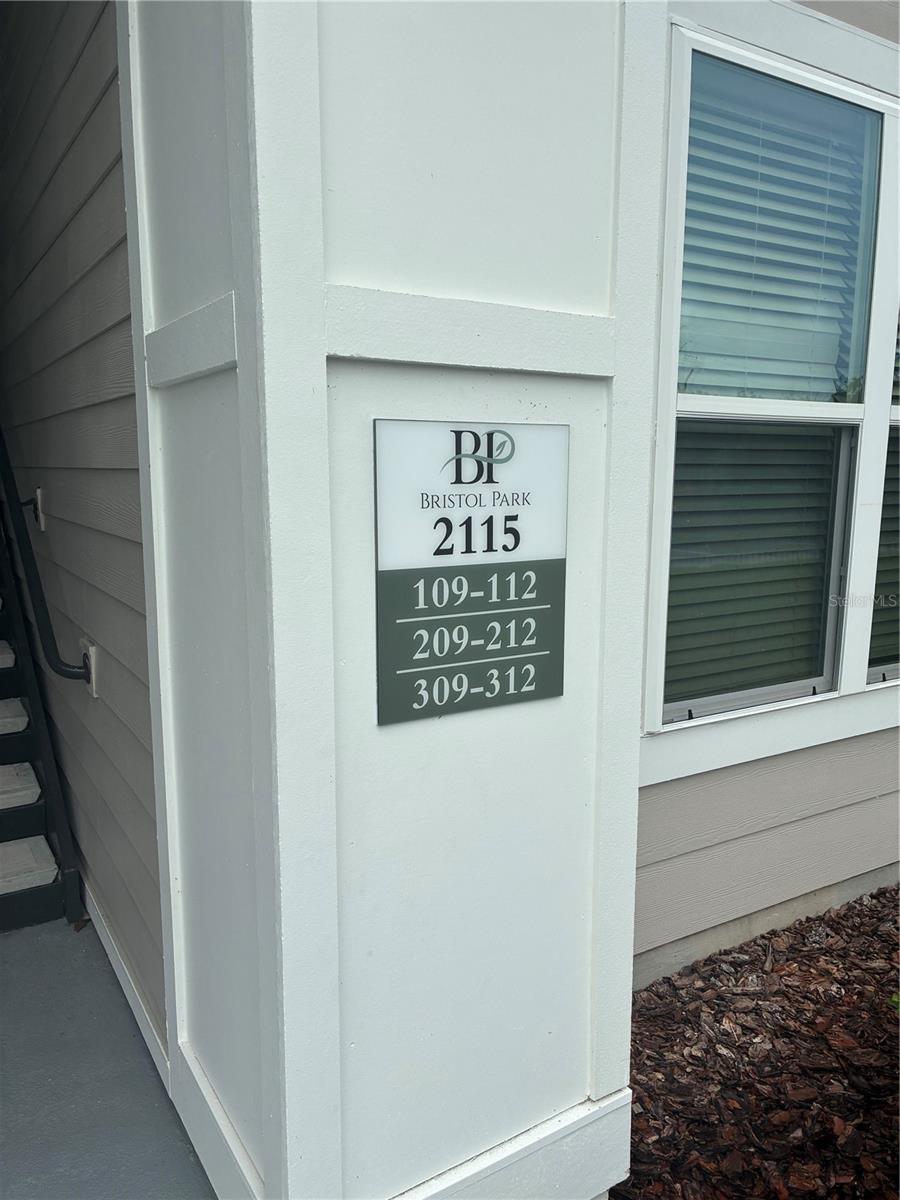 BP
BRISTOL PARK
2115
109-112
209-212
309-312
Stellar MLS